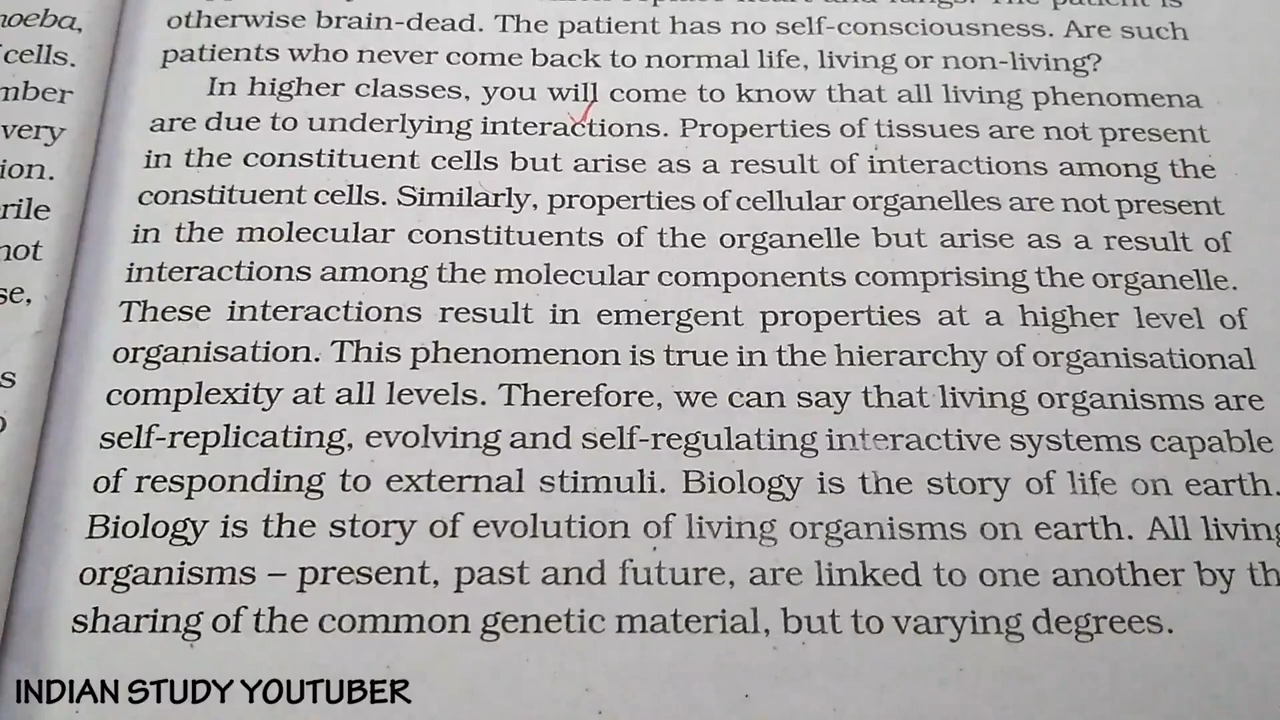 noeba,
cells.
mber
very
ion.
rile
not
se,
s
otherwise brain-dead. The patient has no self-consciousness. Are such
patients who never come back to normal life, living or non-living?
In higher classes, you will come to know that all living phenomena
are due to underlying interactions. Properties of tissues are not present
in the constituent cells but arise as a result of interactions among the
constituent cells. Similarly, properties of cellular organelles are not present
in the molecular constituents of the organelle but arise as a result of
interactions among the molecular components comprising the organelle.
These interactions result in emergent properties at a higher level of
organisation. This phenomenon is true in the hierarchy of organisational
complexity at all levels. Therefore, we can say that living organisms are
self-replicating, evolving and self-regulating interactive systems capable
of responding to external stimuli. Biology is the story of life on earth.
Biology is the story of evolution of living organisms on earth. All living
organisms – present, past and future, are linked to one another by th
sharing of the common genetic material, but to varying degrees.
INDIAN STUDY YOUTUBER